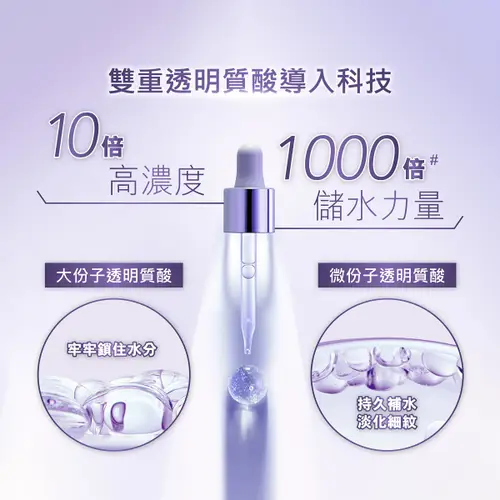 雙重透明質酸導入科技
10倍
高濃度
1000倍#
儲水力量
大份子透明質酸
微份子透明質酸
牢牢鎖住水分
持久補水
淡化細紋